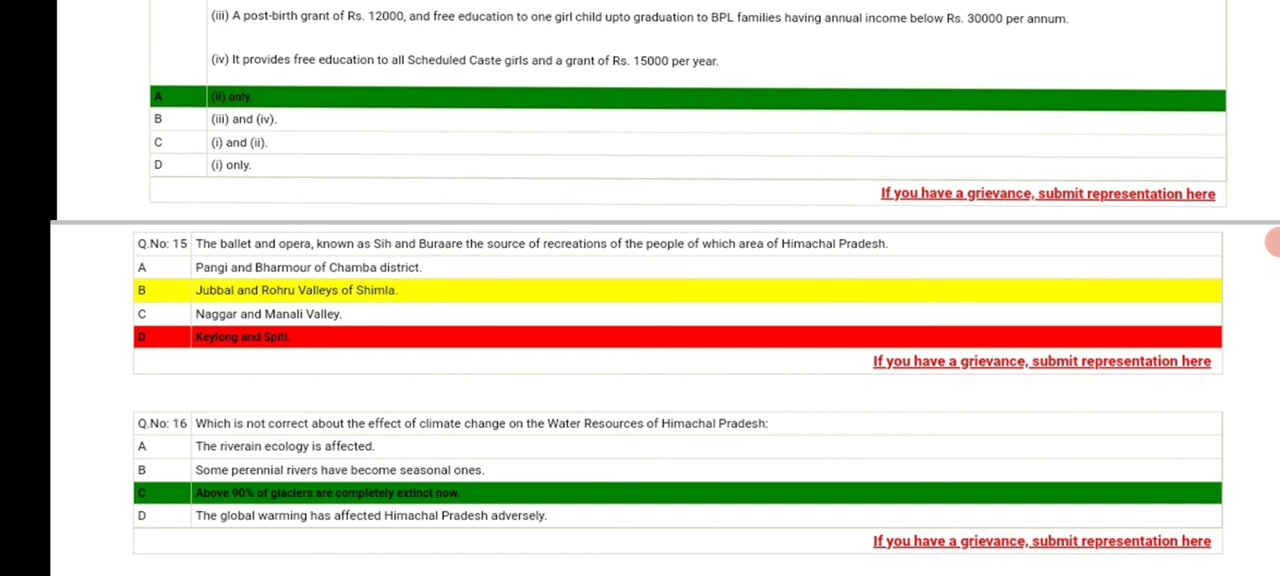 (iii) A post-birth grant of Rs. 12000, and free education to one girl child upto graduation to BPL families having annual income below Rs. 30000 per annum.
(iv) It provides free education to all Scheduled Caste girls and a grant of Rs. 15000 per year.
A (ii) only.
B (iii) and (iv).
C (i) and (ii).
D (i) only.
If you have a grievance, submit representation here
Q.No: 15 The ballet and opera, known as Sih and Buraare the source of recreations of the people of which area of Himachal Pradesh.
A Pangi and Bharmour of Chamba district.
B Jubbal and Rohru Valleys of Shimla.
C Naggar and Manali Valley.
D Keylong and Spiti.
If you have a grievance, submit representation here
Q.No: 16 Which is not correct about the effect of climate change on the Water Resources of Himachal Pradesh:
A The riverain ecology is affected.
B Some perennial rivers have become seasonal ones.
C Above 90% of glaciers are completely extinct now.
D The global warming has affected Himachal Pradesh adversely.
If you have a grievance, submit representation here